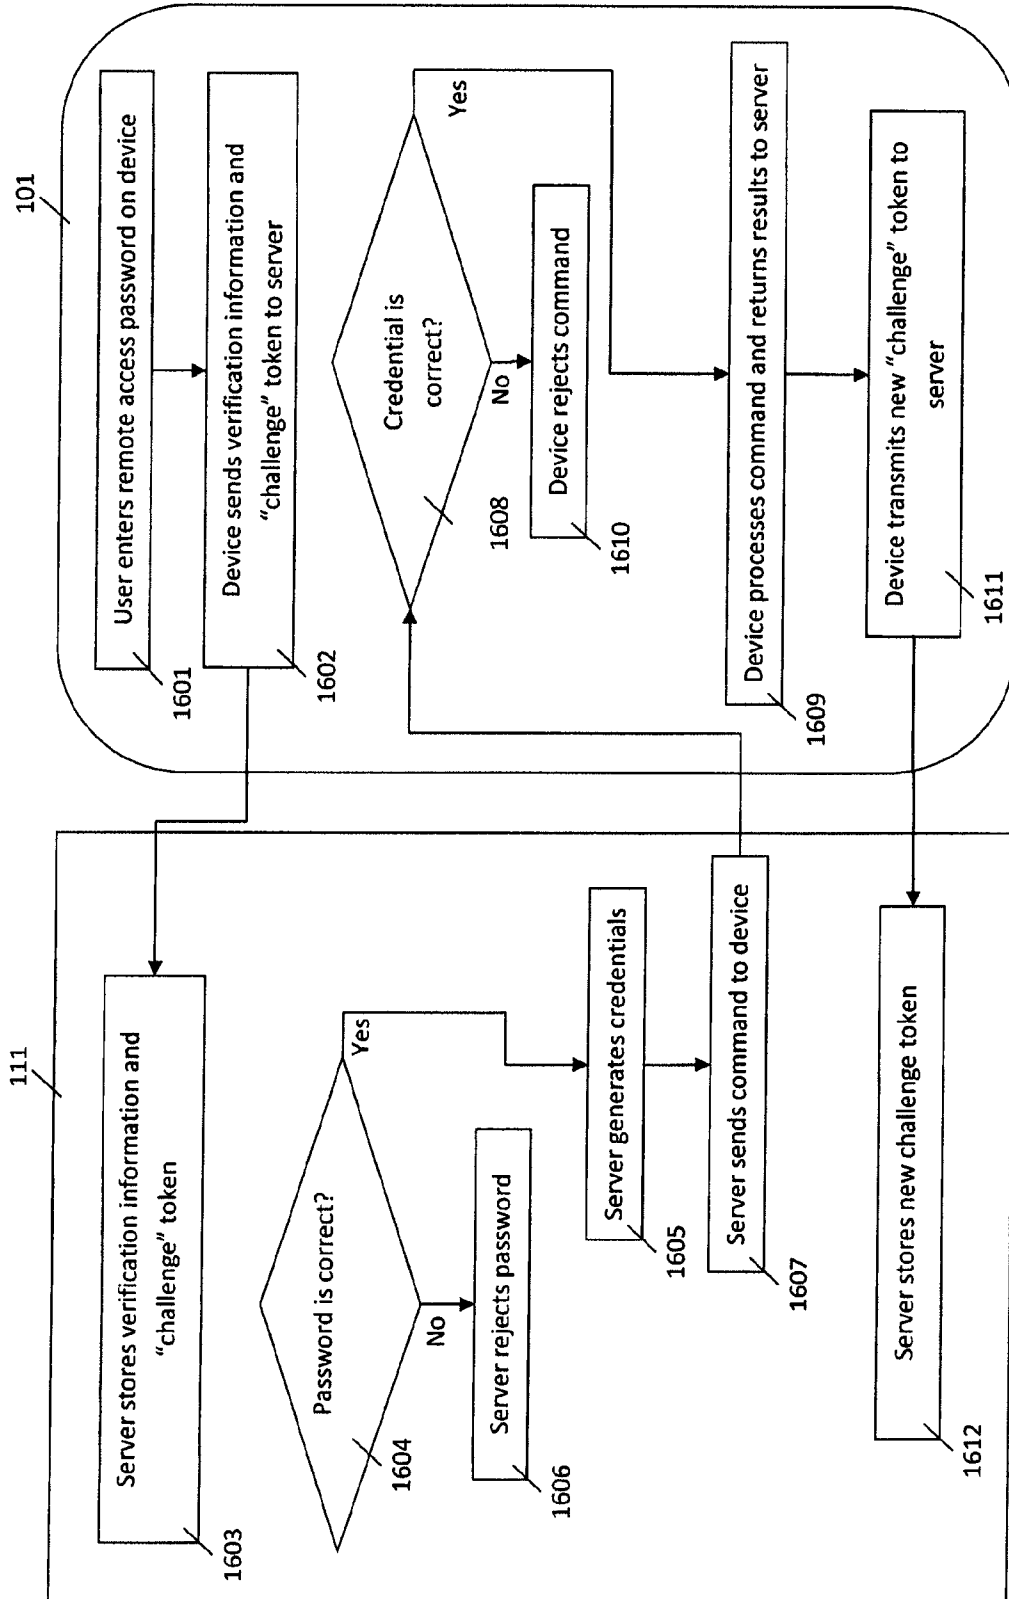 111
Server stores verification information and
“challenge” token
1603
Password is correct?
1604
Yes
No
Server rejects password
1606
Server generates credentials
1605
Server sends command to device
1607
Server stores new challenge token
1612
101
User enters remote access password on device
1601
Device sends verification information and
“challenge” token to server
1602
Credential is
correct?
1608
Yes
No
Device rejects command
1610
Device processes command and returns results to server
1609
Device transmits new “challenge” token to
server
1611